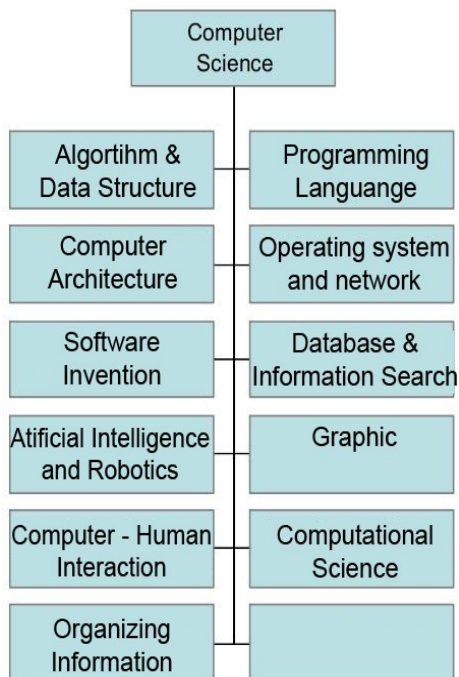 Computer
Science
Algortihm &
Data Structure
Programming
Languange
Computer
Architecture
Operating system
and network
Software
Invention
Database &
Information Search
Atificial Intelligence
and Robotics
Graphic
Computer - Human
Interaction
Computational
Science
Organizing
Information